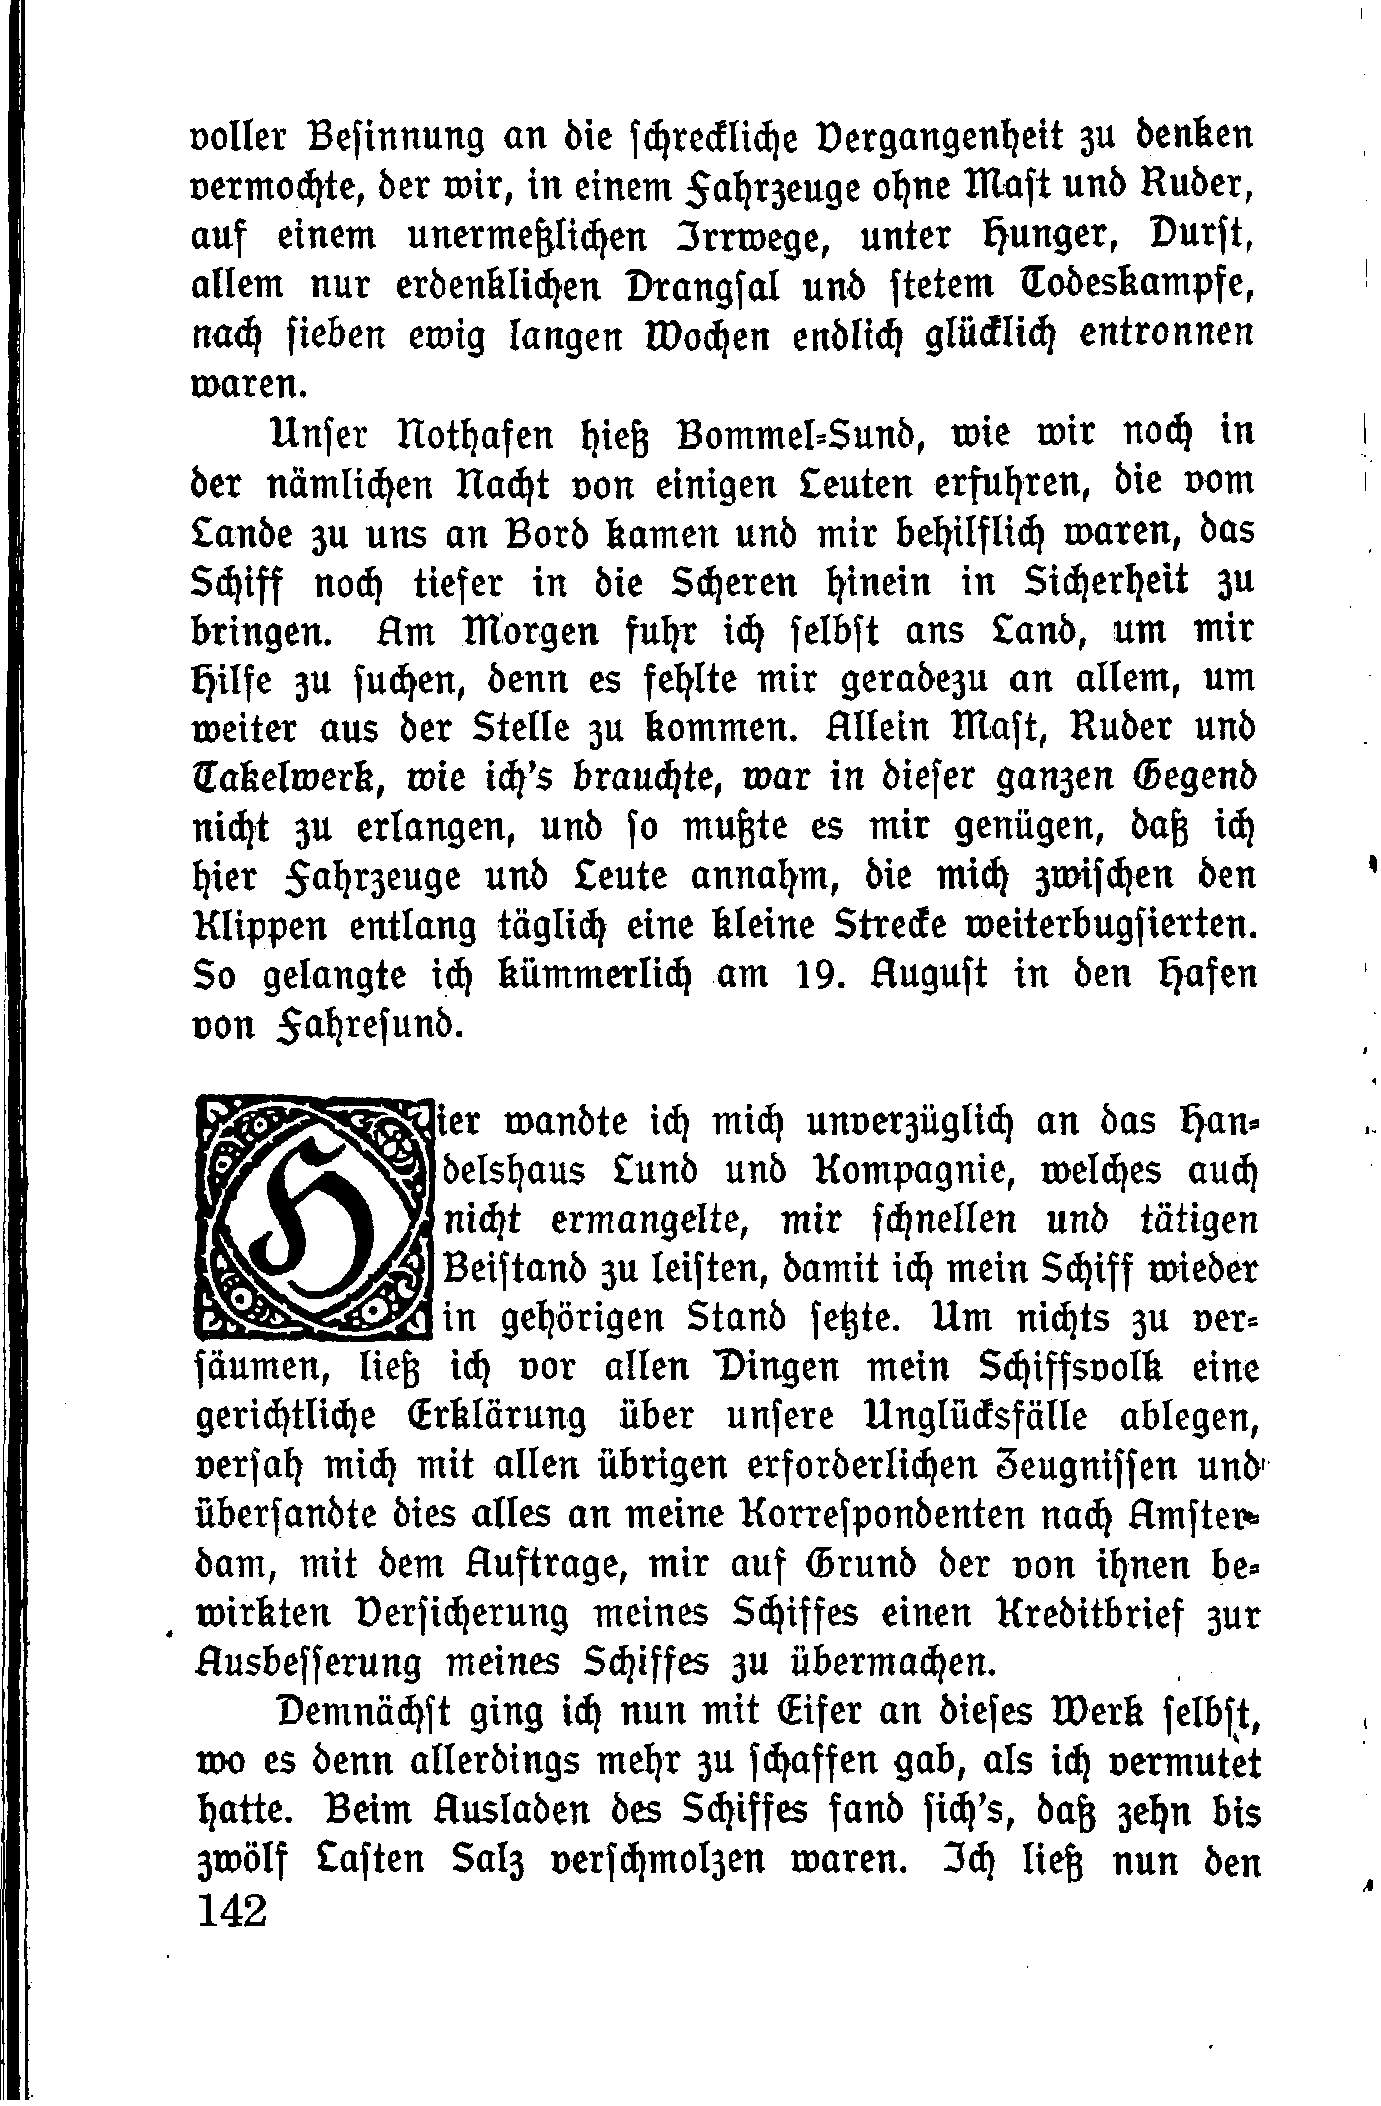 voller Besinnung an die schreckliche Vergangenheit zu denken
vermochte, der wir, in einem Fahrzeuge ohne Mast und Ruder,
auf einem unermeßlichen Irrwege, unter Hunger, Durst,
allem nur erdenklichen Drangsal und stetem Todeskampfe,
nach sieben ewig langen Wochen endlich glücklich entronnen
waren.
Unser Nothafen hieß Bommel-Sund, wie wir noch in
der nämlichen Nacht von einigen Leuten erfuhren, die vom
Lande zu uns an Bord kamen und mir behilflich waren, das
Schiff noch tiefer in die Scheren hinein in Sicherheit zu
bringen. Am Morgen fuhr ich selbst ans Land, um mir
Hilfe zu suchen, denn es fehlte mir geradezu an allem, um
weiter aus der Stelle zu kommen. Allein Mast, Ruder und
Takelwerk, wie ich's brauchte, war in dieser ganzen Gegend
nicht zu erlangen, und so mußte es mir genügen, daß ich
hier Fahrzeuge und Leute annahm, die mich zwischen den
Klippen entlang täglich eine kleine Strecke weiterbugsierten.
So gelangte ich kümmerlich am 19. August in den Hafen
von Fahresund.
Hier wandte ich mich unverzüglich an das Han-
delshaus Lund und Kompagnie, welches auch
nicht ermangelte, mir schnellen und tätigen
Beistand zu leisten, damit ich mein Schiff wieder
in gehörigen Stand setzte. Um nichts zu ver-
säumen, ließ ich vor allen Dingen mein Schiffsvolk eine
gerichtliche Erklärung über unsere Unglücksfälle ablegen,
versah mich mit allen übrigen erforderlichen Zeugnissen und
übersandte dies alles an meine Korrespondenten nach Amster-
dam, mit dem Auftrage, mir auf Grund der von ihnen be-
wirkten Versicherung meines Schiffes einen Kreditbrief zur
Ausbesserung meines Schiffes zu übermachen.
Demnächst ging ich nun mit Eifer an dieses Werk selbst,
wo es denn allerdings mehr zu schaffen gab, als ich vermutet
hatte. Beim Ausladen des Schiffes fand sich's, daß zehn bis
zwölf Lasten Salz verschmolzen waren. Ich ließ nun den
142